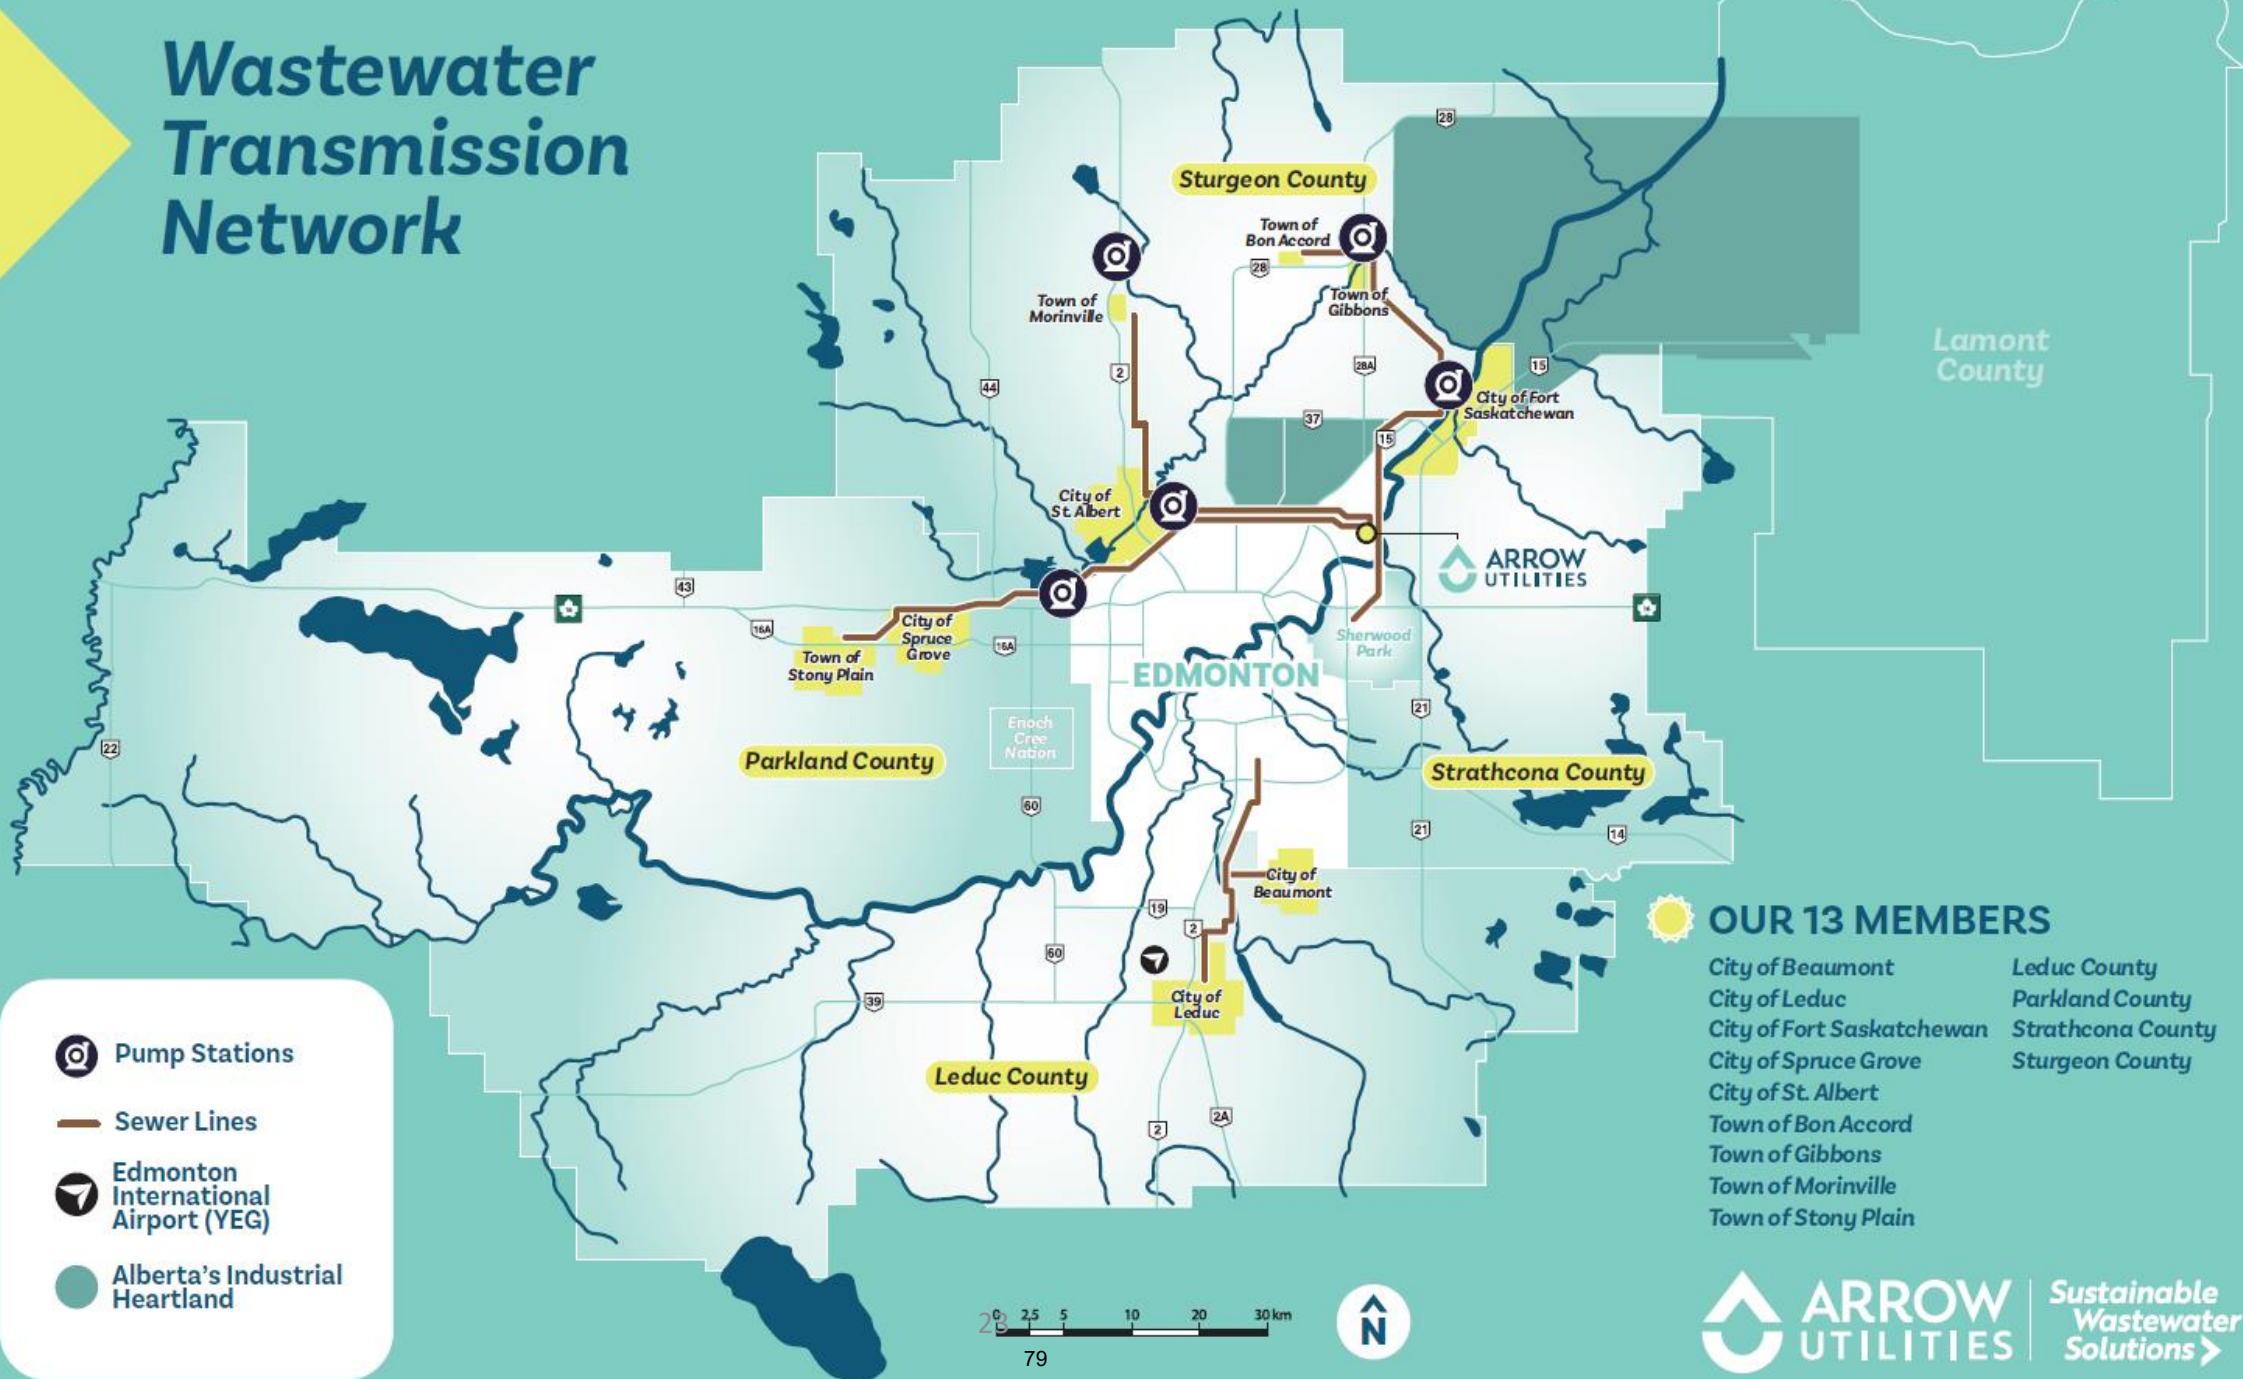 Wastewater
Transmission
Network
28
Sturgeon County
Town of
Bon Accord
28
Town of
Morinville
Town of
Gibbons
2
44
28A
15
Lamont
County
City of Fort
Saskatchewan
37
15
City of
St. Albert
ARROW
UTILITIES
43
16
16
16A
City of
Spruce
Grove
16A
Town of
Stony Plain
Sherwood
Park
EDMONTON
Enoch
Cree
Nation
22
21
Parkland County
Strathcona County
60
21
14
City of
Beaumont
19
2
60
39
City of
Leduc
Leduc County
2
2A
Pump Stations
Sewer Lines
Edmonton
International
Airport (YEG)
Alberta's Industrial
Heartland
OUR 13 MEMBERS
City of Beaumont
City of Leduc
City of Fort Saskatchewan
City of Spruce Grove
City of St. Albert
Town of Bon Accord
Town of Gibbons
Town of Morinville
Town of Stony Plain
Leduc County
Parkland County
Strathcona County
Sturgeon County
0 2,5 5 10 20 30 km
23
79
N
ARROW
UTILITIES
Sustainable
Wastewater
Solutions